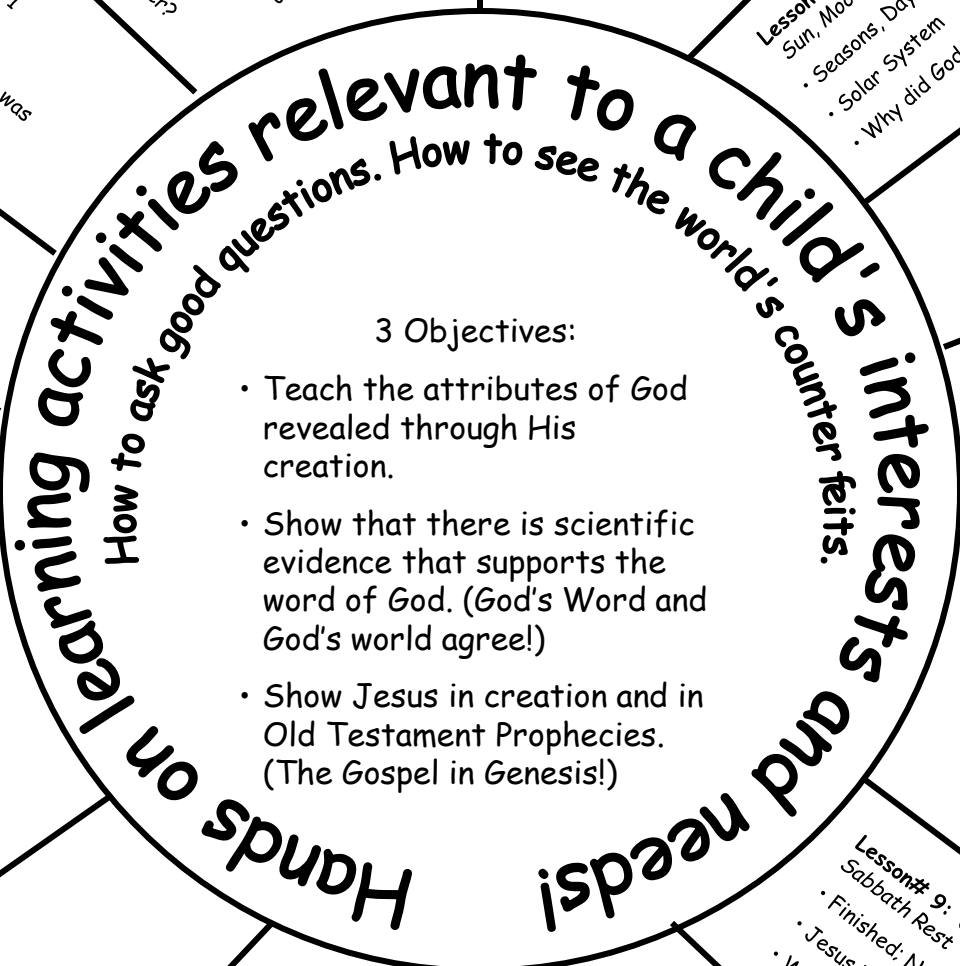 Hands on learning activities relevant to a child's interests and needs!
How to ask good questions. How to see the world's counter feits.
3 Objectives:
• Teach the attributes of God
revealed through His
creation.
• Show that there is scientific
evidence that supports the
word of God. (God's Word and
God's world agree!)
• Show Jesus in creation and in
Old Testament Prophecies.
(The Gospel in Genesis!)
was
Lesson
Sun,
• Seasons,
• Solar System
• Why did God
Lesson# 9:
Sabbath Rest
• Finished;
• Jesus